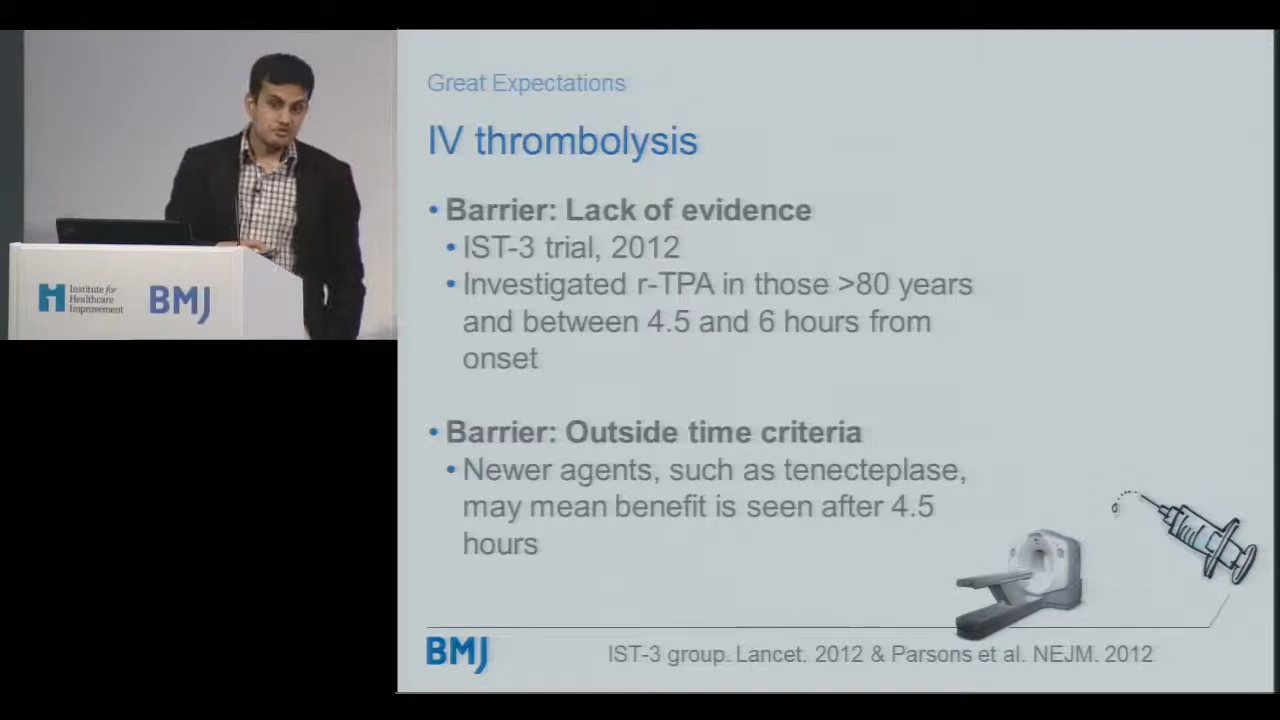 Great Expectations
IV thrombolysis
• Barrier: Lack of evidence
• IST-3 trial, 2012
• Investigated r-TPA in those >80 years
and between 4.5 and 6 hours from
onset
• Barrier: Outside time criteria
• Newer agents, such as tenecteplase,
may mean benefit is seen after 4.5
hours
BMJ
IST-3 group. Lancet. 2012 & Parsons et al. NEJM. 2012
Institute for
Healthcare
Improvement
BMJ